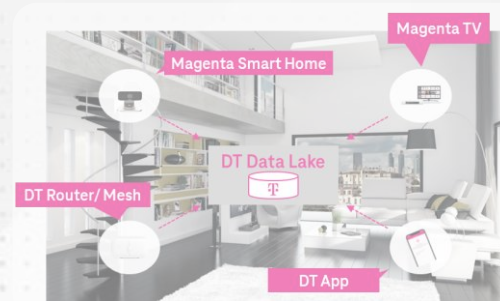 Magenta TV
Magenta Smart Home
DT Data Lake
T
DT Router/ Mesh
DT App